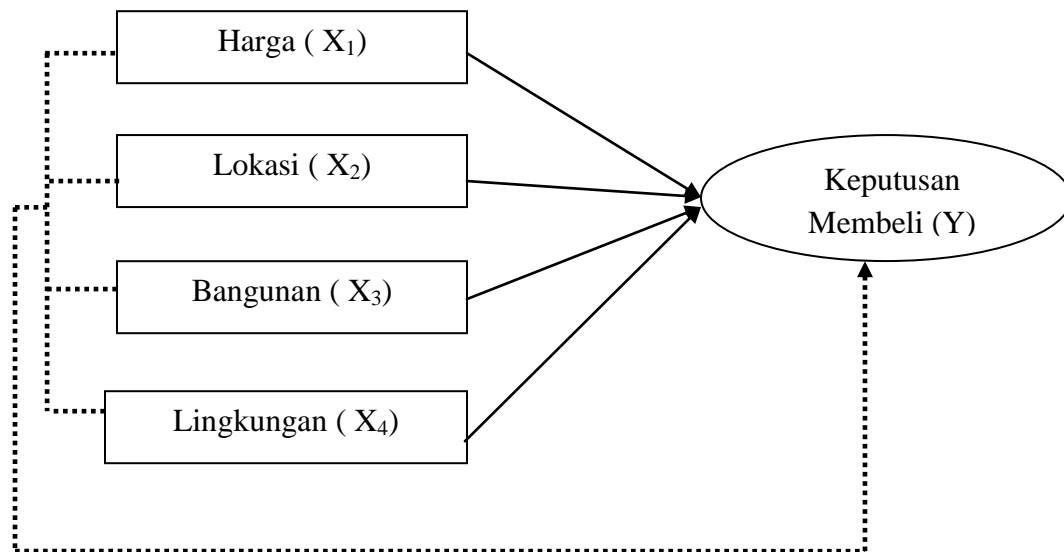 Harga ( X₁)
Lokasi ( X₂)
Bangunan ( X₃)
Lingkungan ( X₄)
Keputusan
Membeli (Y)